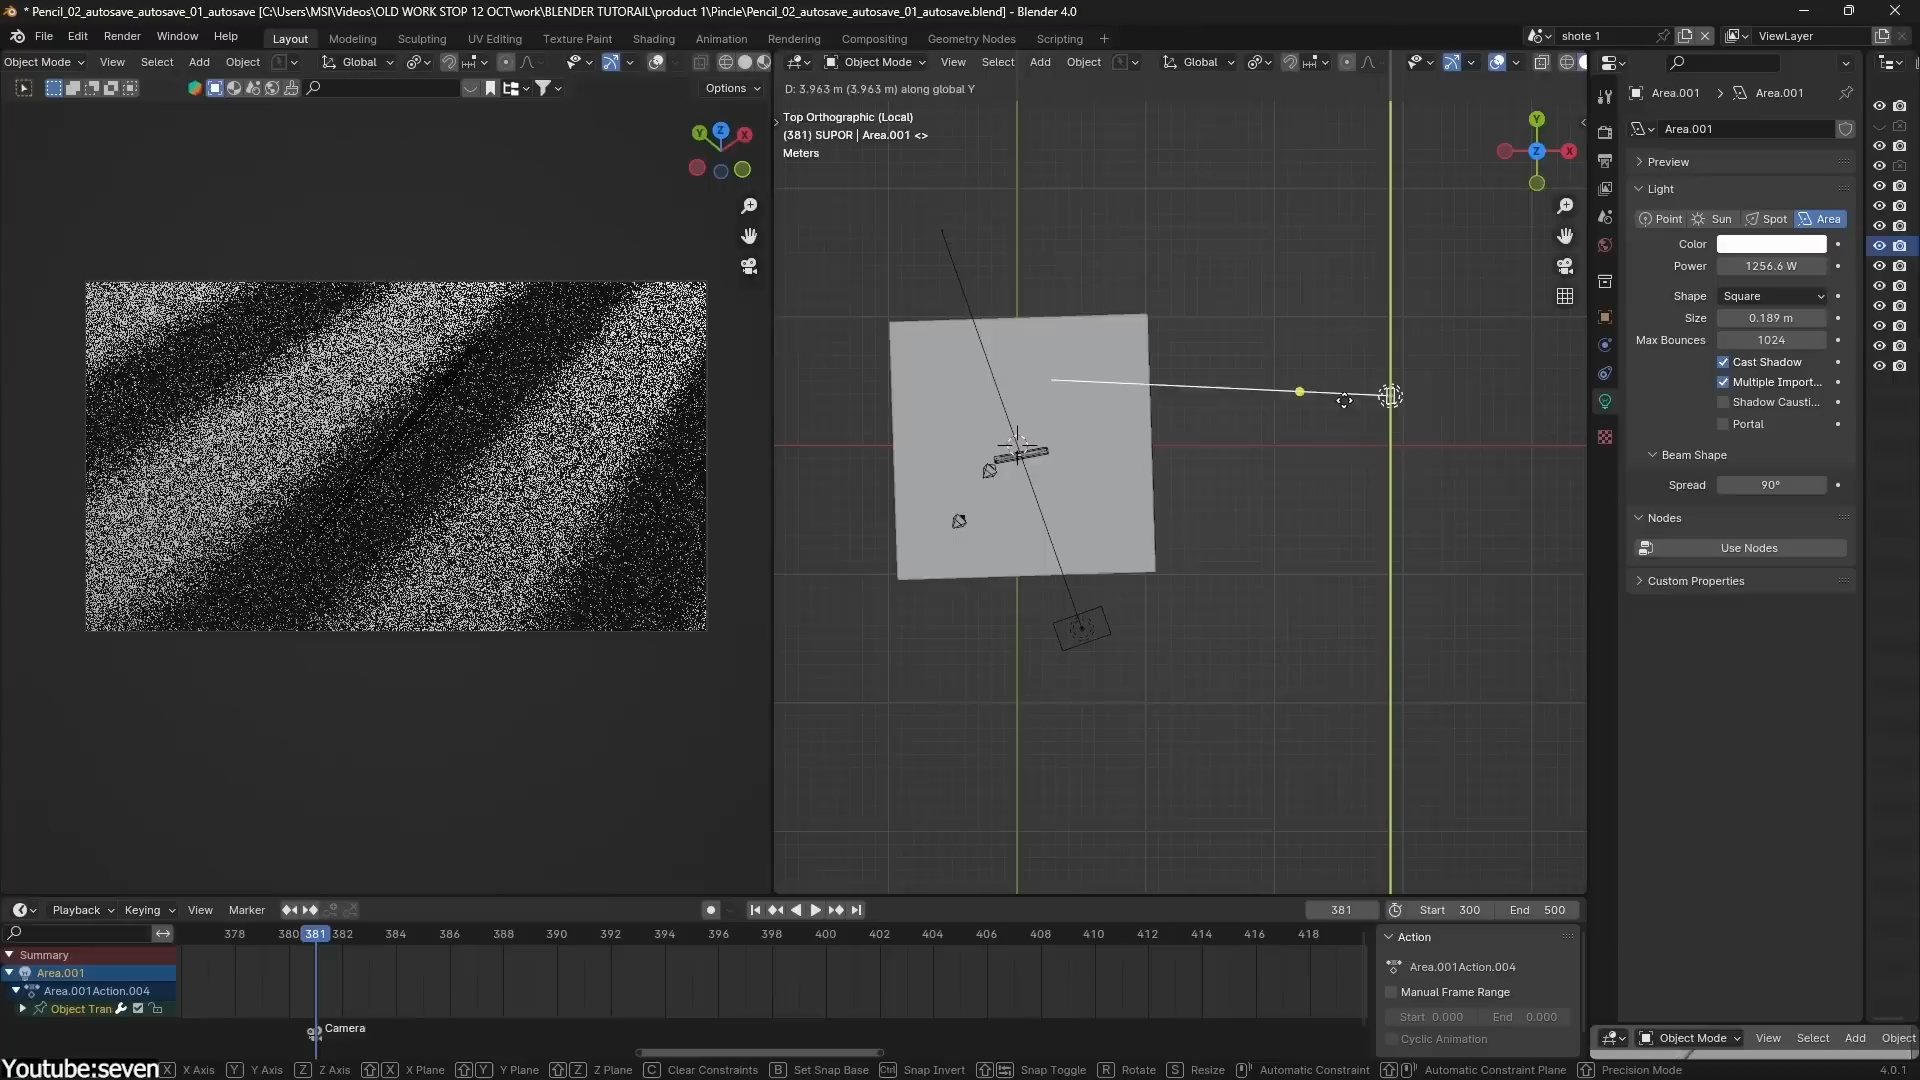 * Pencil_02_autosave_autosave_01_autosave [C:\Users\MSI\Videos\OLD WORK STOP 12 OCT\work\BLENDER TUTORAIL\product 1\Pincle\Pencil_02_autosave_autosave_01_autosave.blend] - Blender 4.0
File Edit Render Window Help Layout Modeling Sculpting UV Editing Texture Paint Shading Animation Rendering Compositing Geometry Nodes Scripting + shote 1 ViewLayer
Object Mode View Select Add Object Global Object Mode View Select Add Object Global
Options D: 3.963 m (3.963 m) along global Y
Top Orthographic (Local)
(381) SUPOR | Area.001 <>
Meters
Y Z X
Y Z X
Area.001 > Area.001
Area.001
Preview
Light
Point Sun Spot Area
Color
Power 1256.6 W
Shape Square
Size 0.189 m
Max Bounces 1024
Cast Shadow
Multiple Import...
Shadow Causti...
Portal
Beam Shape
Spread 90°
Nodes
Use Nodes
Custom Properties
Playback Keying View Marker 381 Start 300 End 500
378 380 381 382 384 386 388 390 392 394 396 398 400 402 404 406 408 410 412 414 416 418
Summary
Area.001
Area.001Action.004
Object Tran
Camera
Action
Area.001Action.004
Manual Frame Range
Start 0.000 End 0.000
Cyclic Animation
Object Mode View Select Add Object
Youtube:seven X X Axis Y Y Axis Z Z Axis X X Plane Y Y Plane Z Z Plane C Clear Constraints B Set Snap Base Ctrl Snap Invert Snap Toggle R Rotate S Resize Automatic Constraint Automatic Constraint Plane Precision Mode 4.0.1